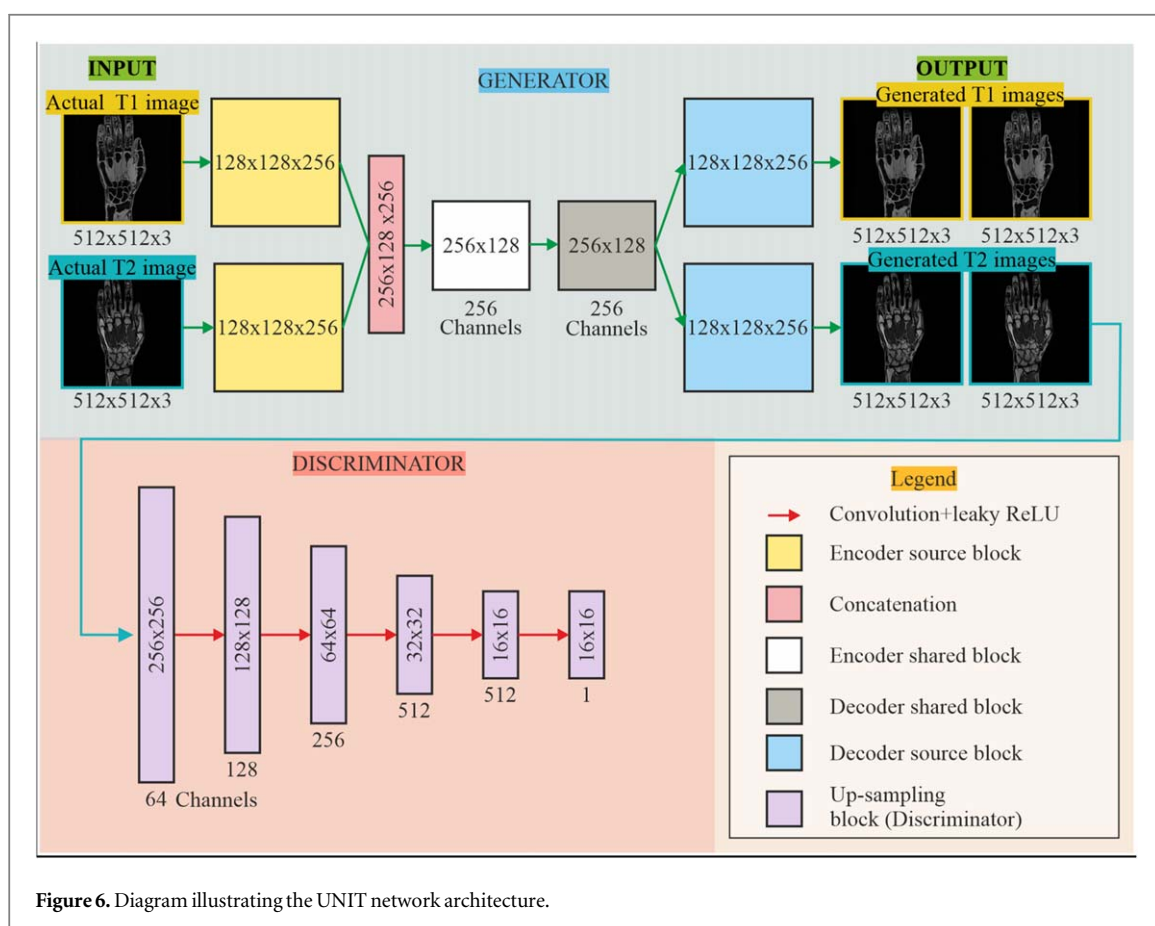 INPUT
GENERATOR
OUTPUT
Actual T1 image
Generated T1 images
128x128x256
256x128 x256
256x128
256x128
128x128x256
512x512x3
512x512x3
512x512x3
Actual T2 image
Generated T2 images
128x128x256
256
Channels
256
Channels
128x128x256
512x512x3
512x512x3
512x512x3
DISCRIMINATOR
256x256
128x128
64x64
32x32
16x16
16x16
64 Channels
128
256
512
512
1
Legend
Convolution+leaky ReLU
Encoder source block
Concatenation
Encoder shared block
Decoder shared block
Decoder source block
Up-sampling
block (Discriminator)
Figure 6. Diagram illustrating the UNIT network architecture.